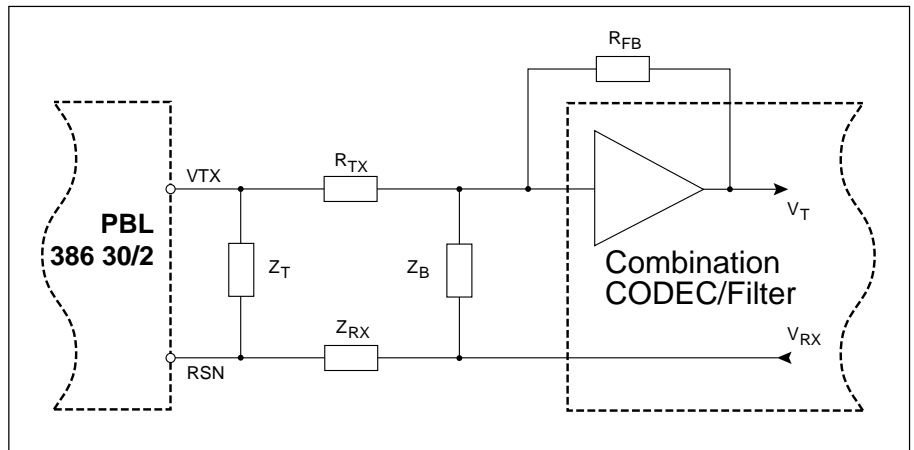 R_FB
VTX
R_TX
PBL
386 30/2
Z_T
Z_B
V_T
Combination
CODEC/Filter
Z_RX
V_RX
RSN